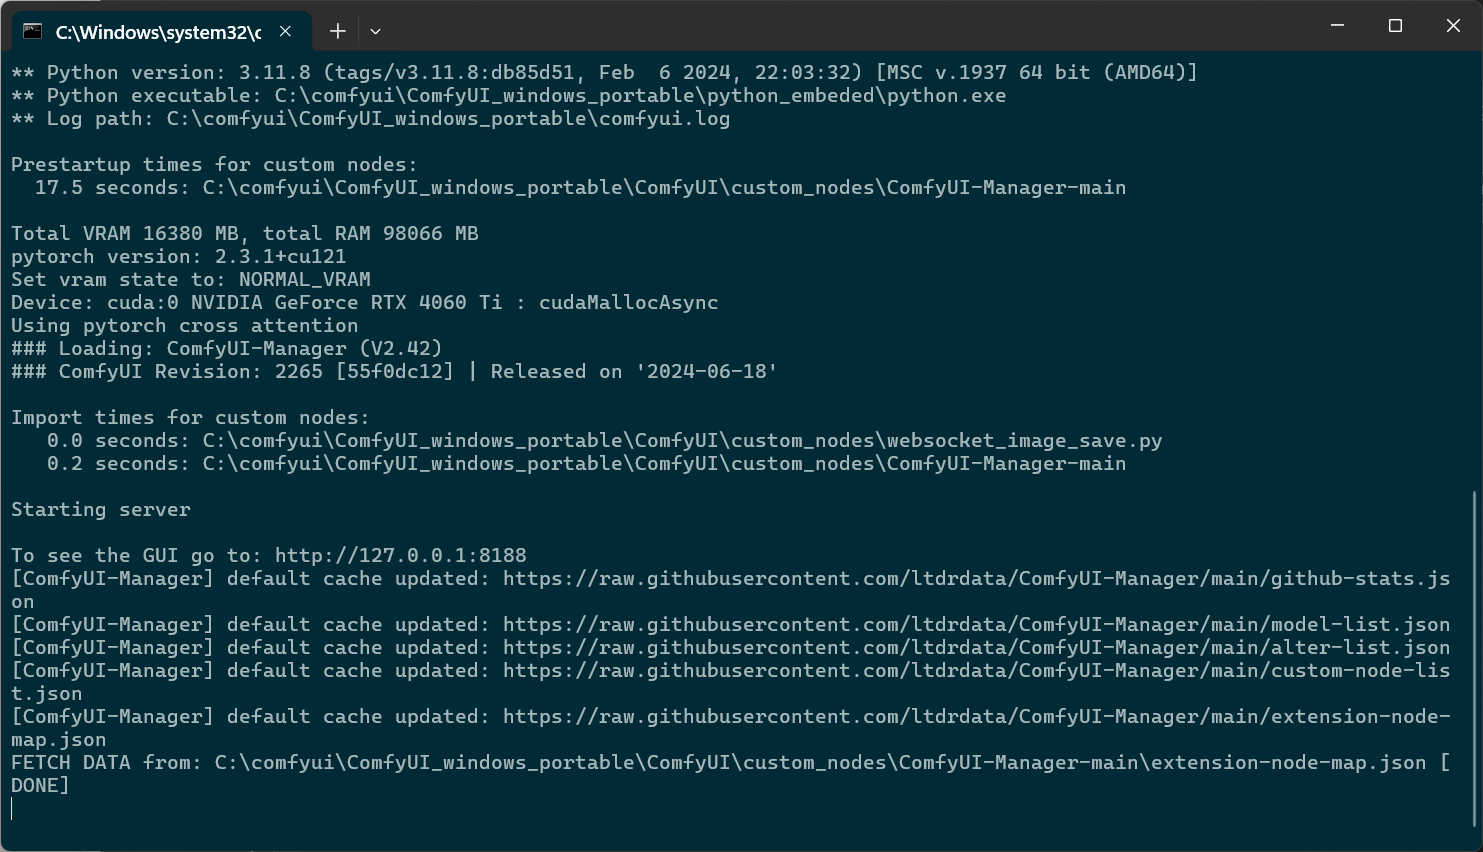 C:\Windows\system32\c
** Python version: 3.11.8 (tags/v3.11.8:db85d51, Feb  6 2024, 22:03:32) [MSC v.1937 64 bit (AMD64)]
** Python executable: C:\comfyui\ComfyUI_windows_portable\python_embeded\python.exe
** Log path: C:\comfyui\ComfyUI_windows_portable\comfyui.log
Prestartup times for custom nodes:
  17.5 seconds: C:\comfyui\ComfyUI_windows_portable\ComfyUI\custom_nodes\ComfyUI-Manager-main
Total VRAM 16380 MB, total RAM 98066 MB
pytorch version: 2.3.1+cu121
Set vram state to: NORMAL_VRAM
Device: cuda:0 NVIDIA GeForce RTX 4060 Ti : cudaMallocAsync
Using pytorch cross attention
### Loading: ComfyUI-Manager (V2.42)
### ComfyUI Revision: 2265 [55f0dc12] | Released on '2024-06-18'
Import times for custom nodes:
   0.0 seconds: C:\comfyui\ComfyUI_windows_portable\ComfyUI\custom_nodes\websocket_image_save.py
   0.2 seconds: C:\comfyui\ComfyUI_windows_portable\ComfyUI\custom_nodes\ComfyUI-Manager-main
Starting server
To see the GUI go to: http://127.0.0.1:8188
[ComfyUI-Manager] default cache updated: https://raw.githubusercontent.com/ltdrdata/ComfyUI-Manager/main/github-stats.js
on
[ComfyUI-Manager] default cache updated: https://raw.githubusercontent.com/ltdrdata/ComfyUI-Manager/main/model-list.json
[ComfyUI-Manager] default cache updated: https://raw.githubusercontent.com/ltdrdata/ComfyUI-Manager/main/alter-list.json
[ComfyUI-Manager] default cache updated: https://raw.githubusercontent.com/ltdrdata/ComfyUI-Manager/main/custom-node-lis
t.json
[ComfyUI-Manager] default cache updated: https://raw.githubusercontent.com/ltdrdata/ComfyUI-Manager/main/extension-node-
map.json
FETCH DATA from: C:\comfyui\ComfyUI_windows_portable\ComfyUI\custom_nodes\ComfyUI-Manager-main\extension-node-map.json [
DONE]